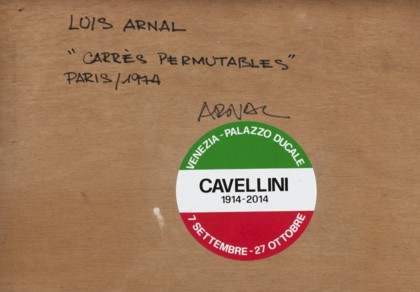 LUIS ARNAL
"CARRÈS PERMUTABLES"
PARIS/1974
ARNAL
VENEZIA - PALAZZO DUCALE
CAVELLINI
1914-2014
7 SETTEMBRE - 27 OTTOBRE